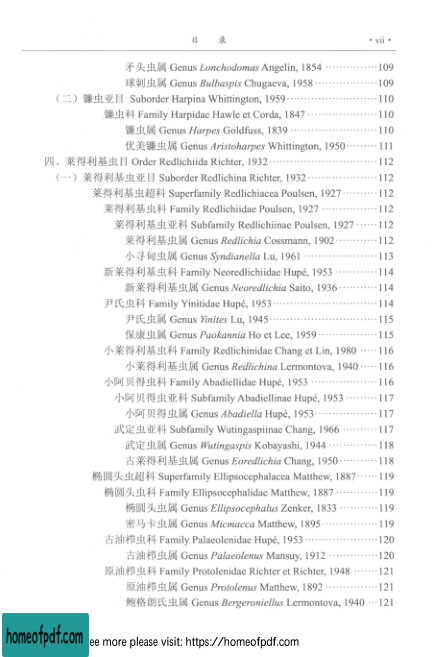 目 录 • vii •
矛头虫属 Genus Lonchodomas Angelin, 1854 ……………109
球刺虫属 Genus Bulbaspis Chugaeva, 1958 ……………109
（二）镰虫亚目 Suborder Harpina Whittington, 1959……………………110
镰虫科 Family Harpidae Hawle et Corda, 1847 ………………110
镰虫属 Genus Harpes Goldfuss, 1839 …………………110
优美镰虫属 Genus Aristoharpes Whittington, 1950………111
四、莱得利基虫目 Order Redlichiida Richter, 1932………………………112
（一）莱得利基虫亚目 Suborder Redlichina Richter, 1932………………112
莱得利基虫超科 Superfamily Redlichiacea Poulsen, 1927………112
莱得利基虫科 Family Redlichiidae Poulsen, 1927 ……………112
莱得利基虫亚科 Subfamily Redlichiinae Poulsen, 1927 ……112
莱得利基虫属 Genus Redlichia Cossmann, 1902…………112
小寻甸虫属 Genus Syndianella Lu, 1961 ………………113
新莱得利基虫科 Family Neoredlichiidae Hupé, 1953 …………114
新莱得利基虫属 Genus Neoredlichia Saito, 1936…………114
尹氏虫科 Family Yinitidae Hupé, 1953………………………114
尹氏虫属 Genus Yinites Lu, 1945………………………115
保康虫属 Genus Paokannia Ho et Lee, 1959……………115
小莱得利基虫科 Family Redlichinidae Chang et Lin, 1980 ……116
小莱得利基虫属 Genus Redlichina Lermontova, 1940……116
小阿贝得虫科 Family Abadiellidae Hupé, 1953 ………………116
小阿贝得虫亚科 Subfamily Abadiellinae Hupé, 1953 ………117
小阿贝得虫属 Genus Abadiella Hupé, 1953……………117
武定虫亚科 Subfamily Wutingaspiinae Chang, 1966 ………117
武定虫属 Genus Wutingaspis Kobayashi, 1944 …………118
古莱得利基虫属 Genus Eoredlichia Chang, 1950………118
椭圆头虫超科 Superfamily Ellipsocephalacea Matthew, 1887……119
椭圆头虫科 Family Ellipsocephalidae Matthew, 1887 …………119
椭圆头虫属 Genus Ellipsocephalus Zenker, 1833 ………119
密马卡虫属 Genus Micmacca Matthew, 1895……………119
古油栉虫科 Family Palaeolenidae Hupé, 1953………………120
古油栉虫属 Genus Palaeolenus Mansuy, 1912 …………120
原油栉虫科 Family Protolenidae Richter et Richter, 1948 ……121
原油栉虫属 Genus Protolenus Matthew, 1892 …………121
鲍格朗氏虫属 Genus Bergeroniellus Lermontova, 1940 …121
homeofpdf.com ee more please visit: https://homeofpdf.com